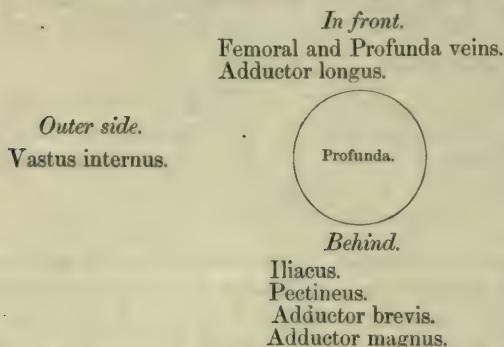 In front.
Femoral and Profunda veins.
Adductor longus.
Outer side.
Vastus internus.
Profunda.
Behind.
Iliacus.
Pectineus.
Adductor brevis.
Adductor magnus.